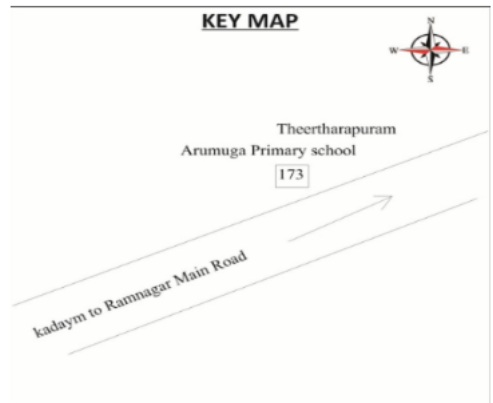 KEY MAP
N
W E
S
Theertharapuram
Arumuga Primary school
173
kadaym to Ramnagar Main Road